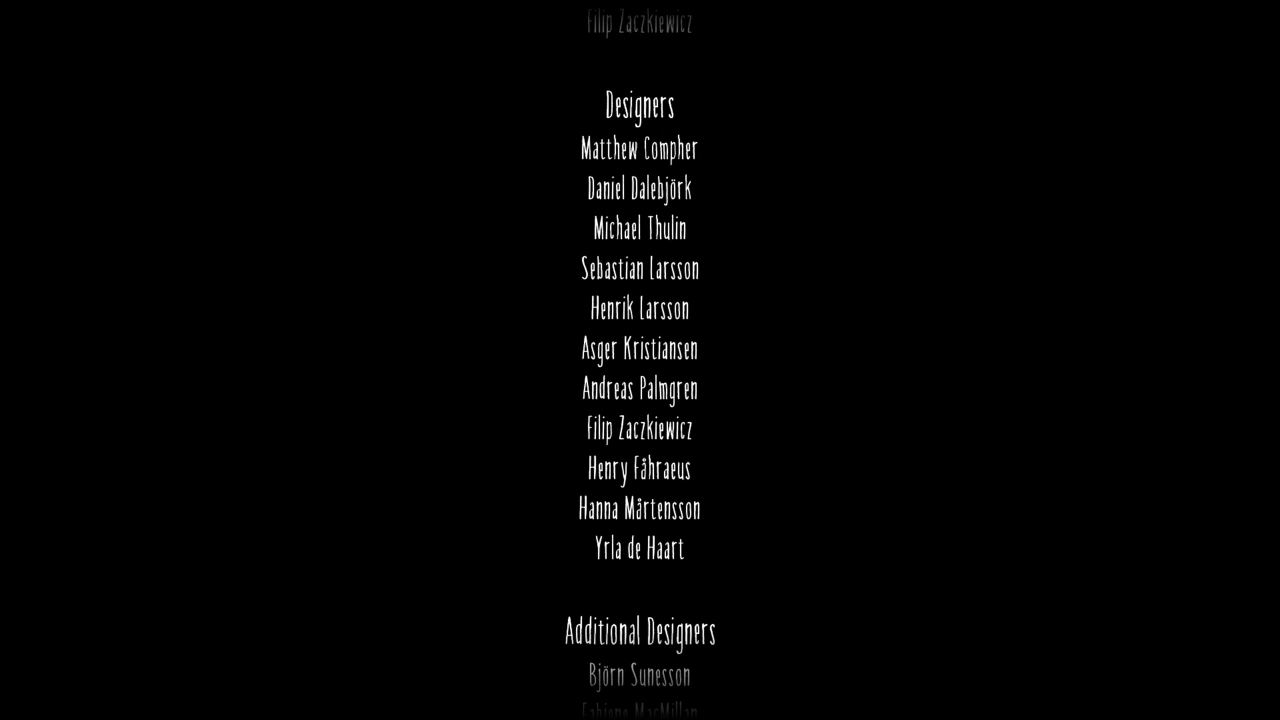 Filip Zaczkiewicz
Designers
Matthew Compher
Daniel Dalebjörk
Michael Thulin
Sebastian Larsson
Henrik Larsson
Asger Kristiansen
Andreas Palmgren
Filip Zaczkiewicz
Henry Fåhraeus
Hanna Mårtensson
Yrla de Haart
Additional Designers
Björn Sunesson
MacMillan